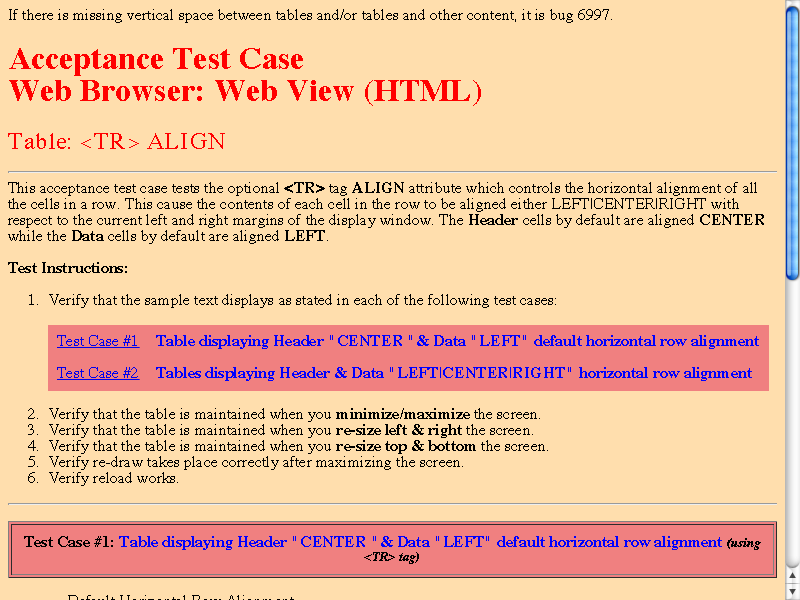 If there is missing vertical space between tables and/or tables and other content, it is bug 6997.
Acceptance Test Case
Web Browser: Web View (HTML)
Table: <TR> ALIGN
This acceptance test case tests the optional <TR> tag ALIGN attribute which controls the horizontal alignment of all
the cells in a row. This cause the contents of each cell in the row to be aligned either LEFT|CENTER|RIGHT with
respect to the current left and right margins of the display window. The Header cells by default are aligned CENTER
while the Data cells by default are aligned LEFT.
Test Instructions:
1. Verify that the sample text displays as stated in each of the following test cases:
Test Case #1 Table displaying Header "CENTER " & Data "LEFT" default horizontal row alignment
Test Case #2 Tables displaying Header & Data "LEFT|CENTER|RIGHT" horizontal row alignment
2. Verify that the table is maintained when you minimize/maximize the screen.
3. Verify that the table is maintained when you re-size left & right the screen.
4. Verify that the table is maintained when you re-size top & bottom the screen.
5. Verify re-draw takes place correctly after maximizing the screen.
6. Verify reload works.
Test Case #1: Table displaying Header "CENTER " & Data "LEFT" default horizontal row alignment (using
<TR> tag)
Default Horizontal Row Alignment